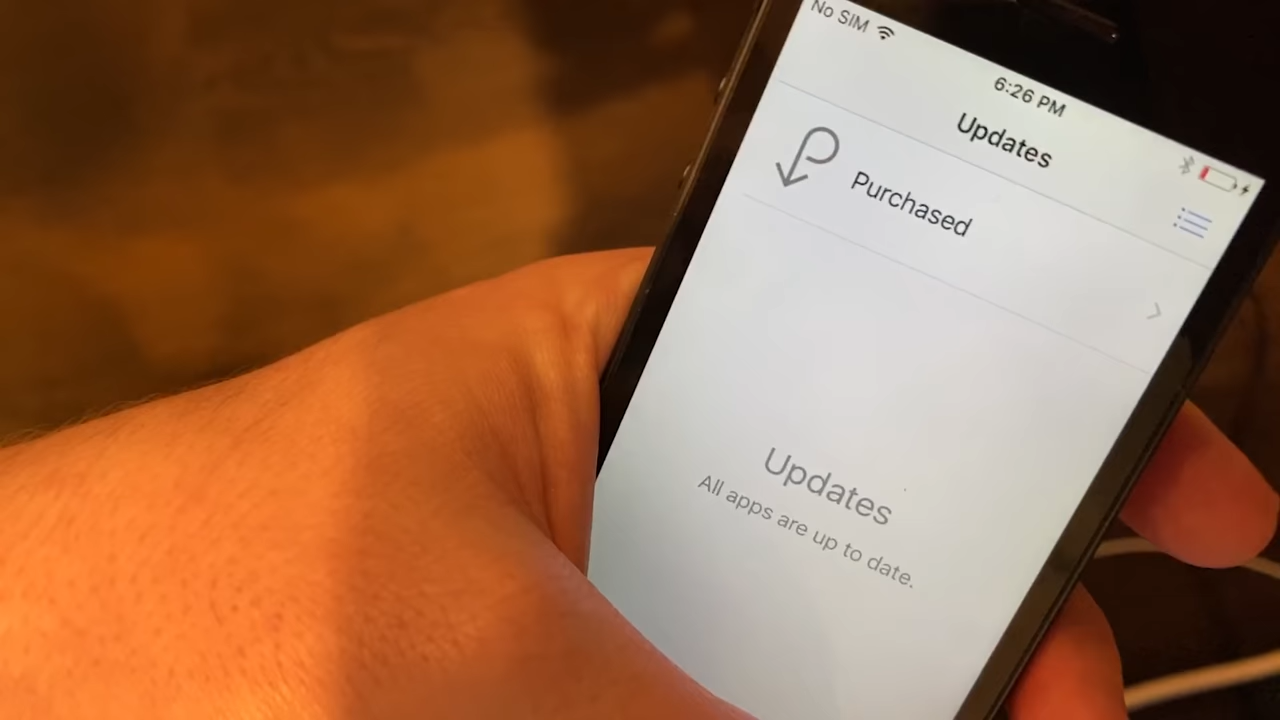 No SIM
6:26 PM
Updates
Purchased
Updates
All apps are up to date.